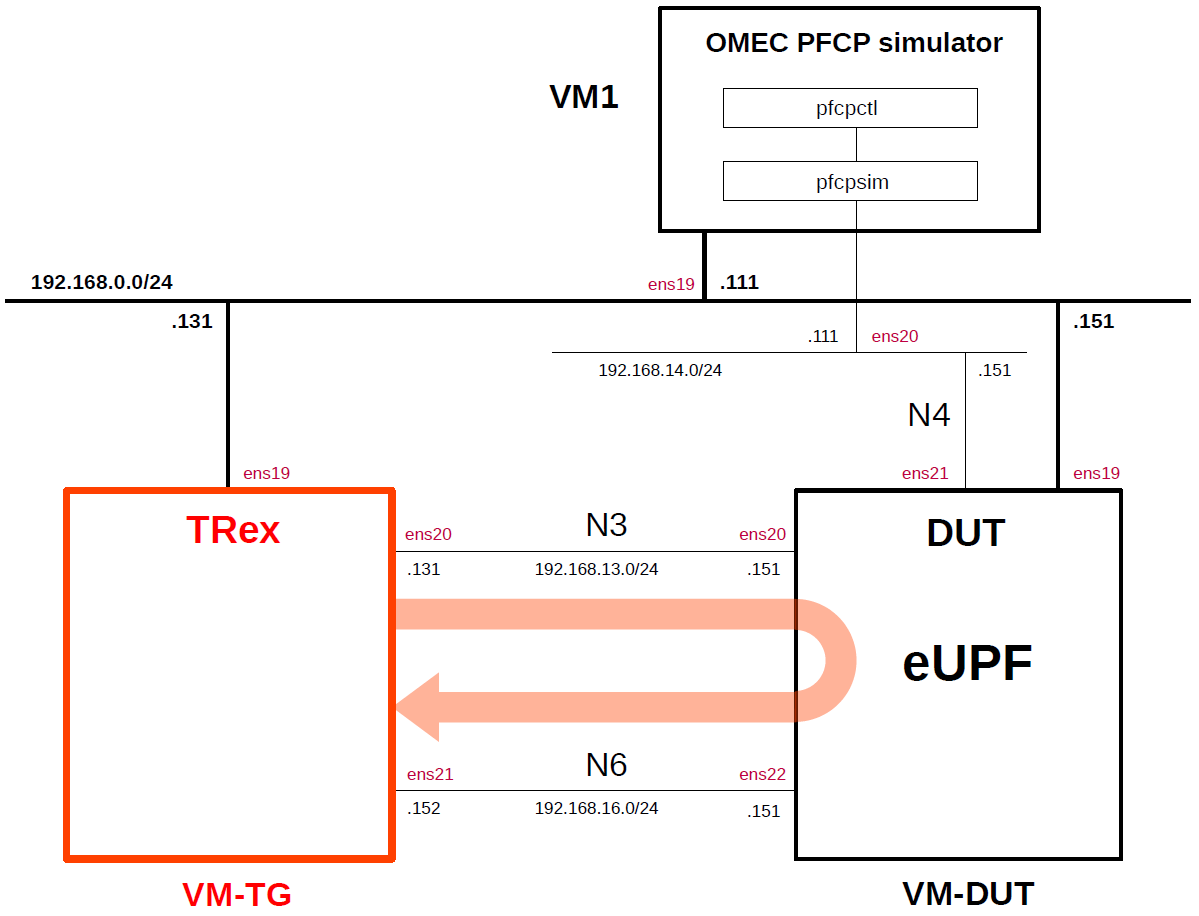 OMEC PFCP simulator
VM1
pfcpctl
pfcpsim
192.168.0.0/24
ens19
.111
.131
.151
.111
ens20
192.168.14.0/24
.151
N4
ens19
ens21
ens19
TRex
DUT
ens20
N3
ens20
.131
192.168.13.0/24
.151
eUPF
ens21
N6
ens22
.152
192.168.16.0/24
.151
VM-TG
VM-DUT